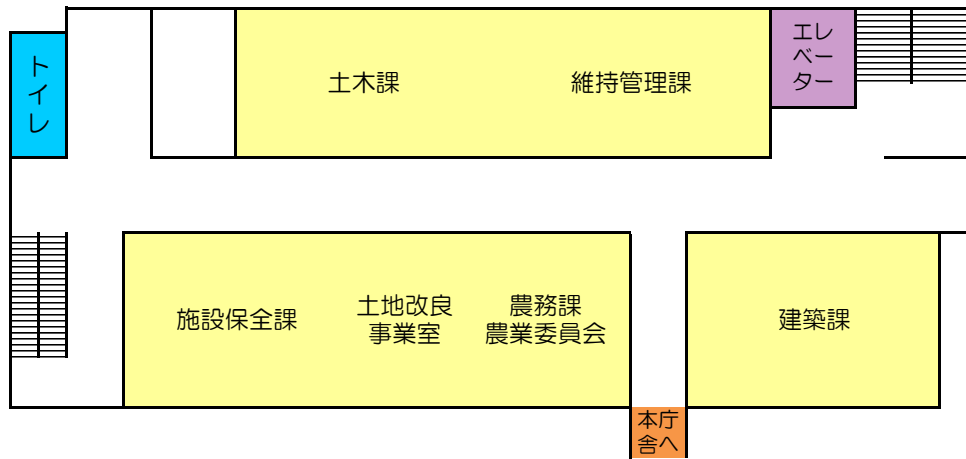 トイレ
土木課
維持管理課
エレ
ベー
ター
施設保全課
土地改良
事業室
農務課
農業委員会
建築課
本庁
舎へ